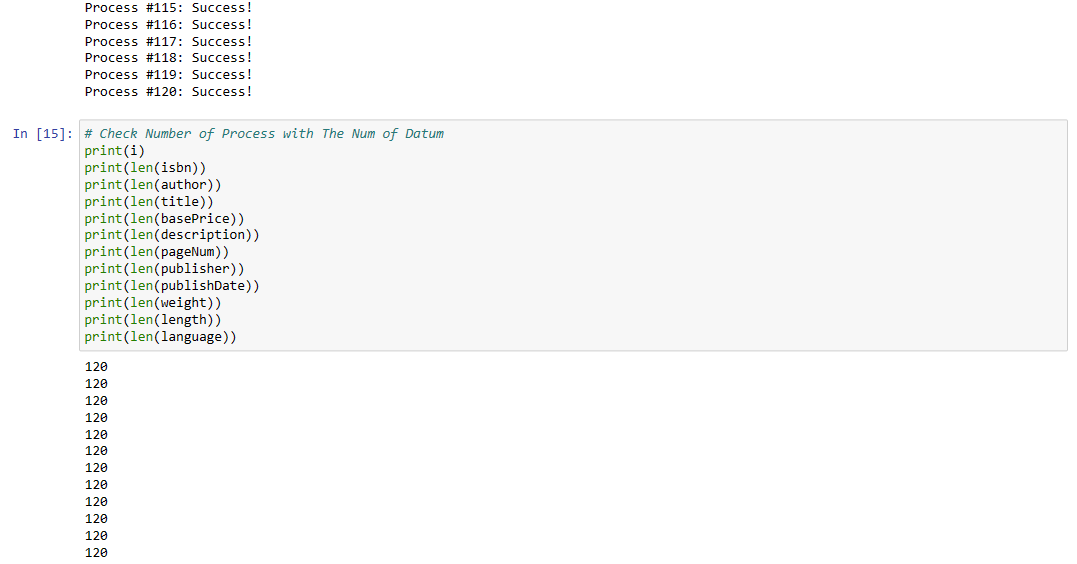 Process #115: Success!
Process #116: Success!
Process #117: Success!
Process #118: Success!
Process #119: Success!
Process #120: Success!
In [15]: # Check Number of Process with The Num of Datum
print(i)
print(len(isbn))
print(len(author))
print(len(title))
print(len(basePrice))
print(len(description))
print(len(pageNum))
print(len(publisher))
print(len(publishDate))
print(len(weight))
print(len(length))
print(len(language))
120
120
120
120
120
120
120
120
120
120
120
120